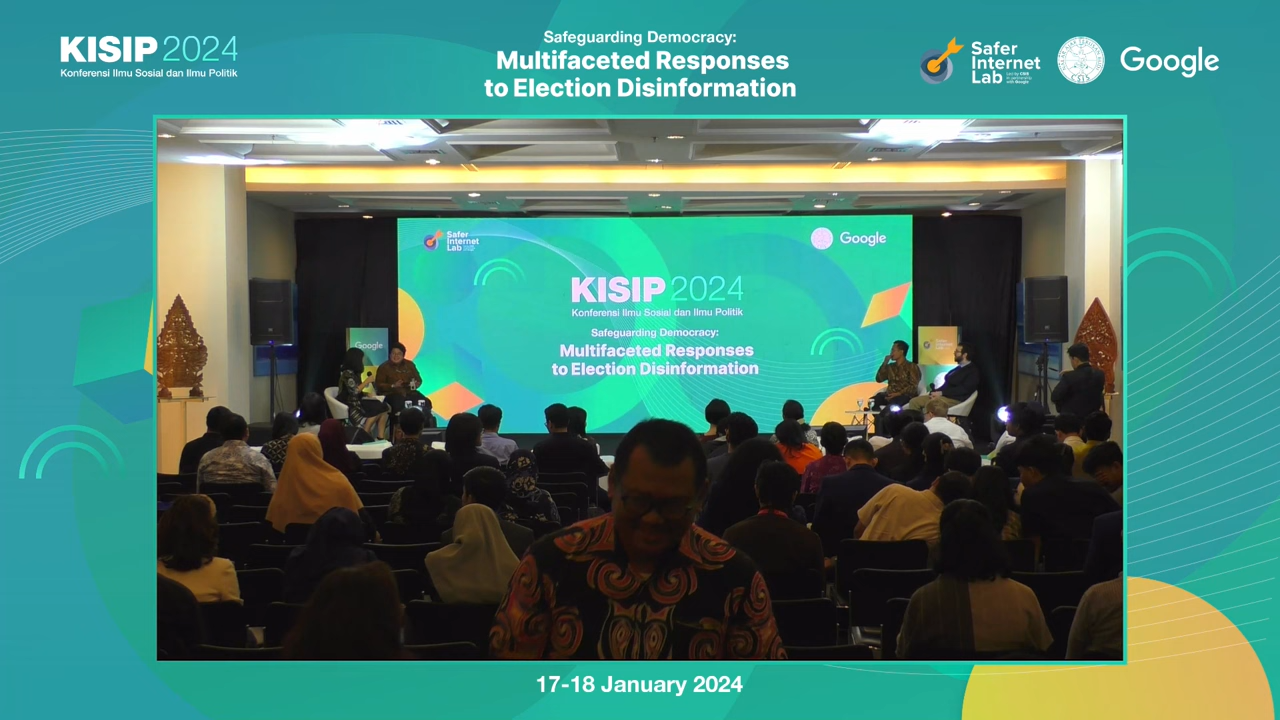 KISIP 2024
Konferensi Ilmu Sosial dan Ilmu Politik
Safeguarding Democracy:
Multifaceted Responses
to Election Disinformation
Safer
Internet
Lab
CSIS
Google
Safer
Internet
Lab
Google
KISIP 2024
Konferensi Ilmu Sosial dan Ilmu Politik
Safeguarding Democracy:
Multifaceted Responses
to Election Disinformation
Google
17-18 January 2024